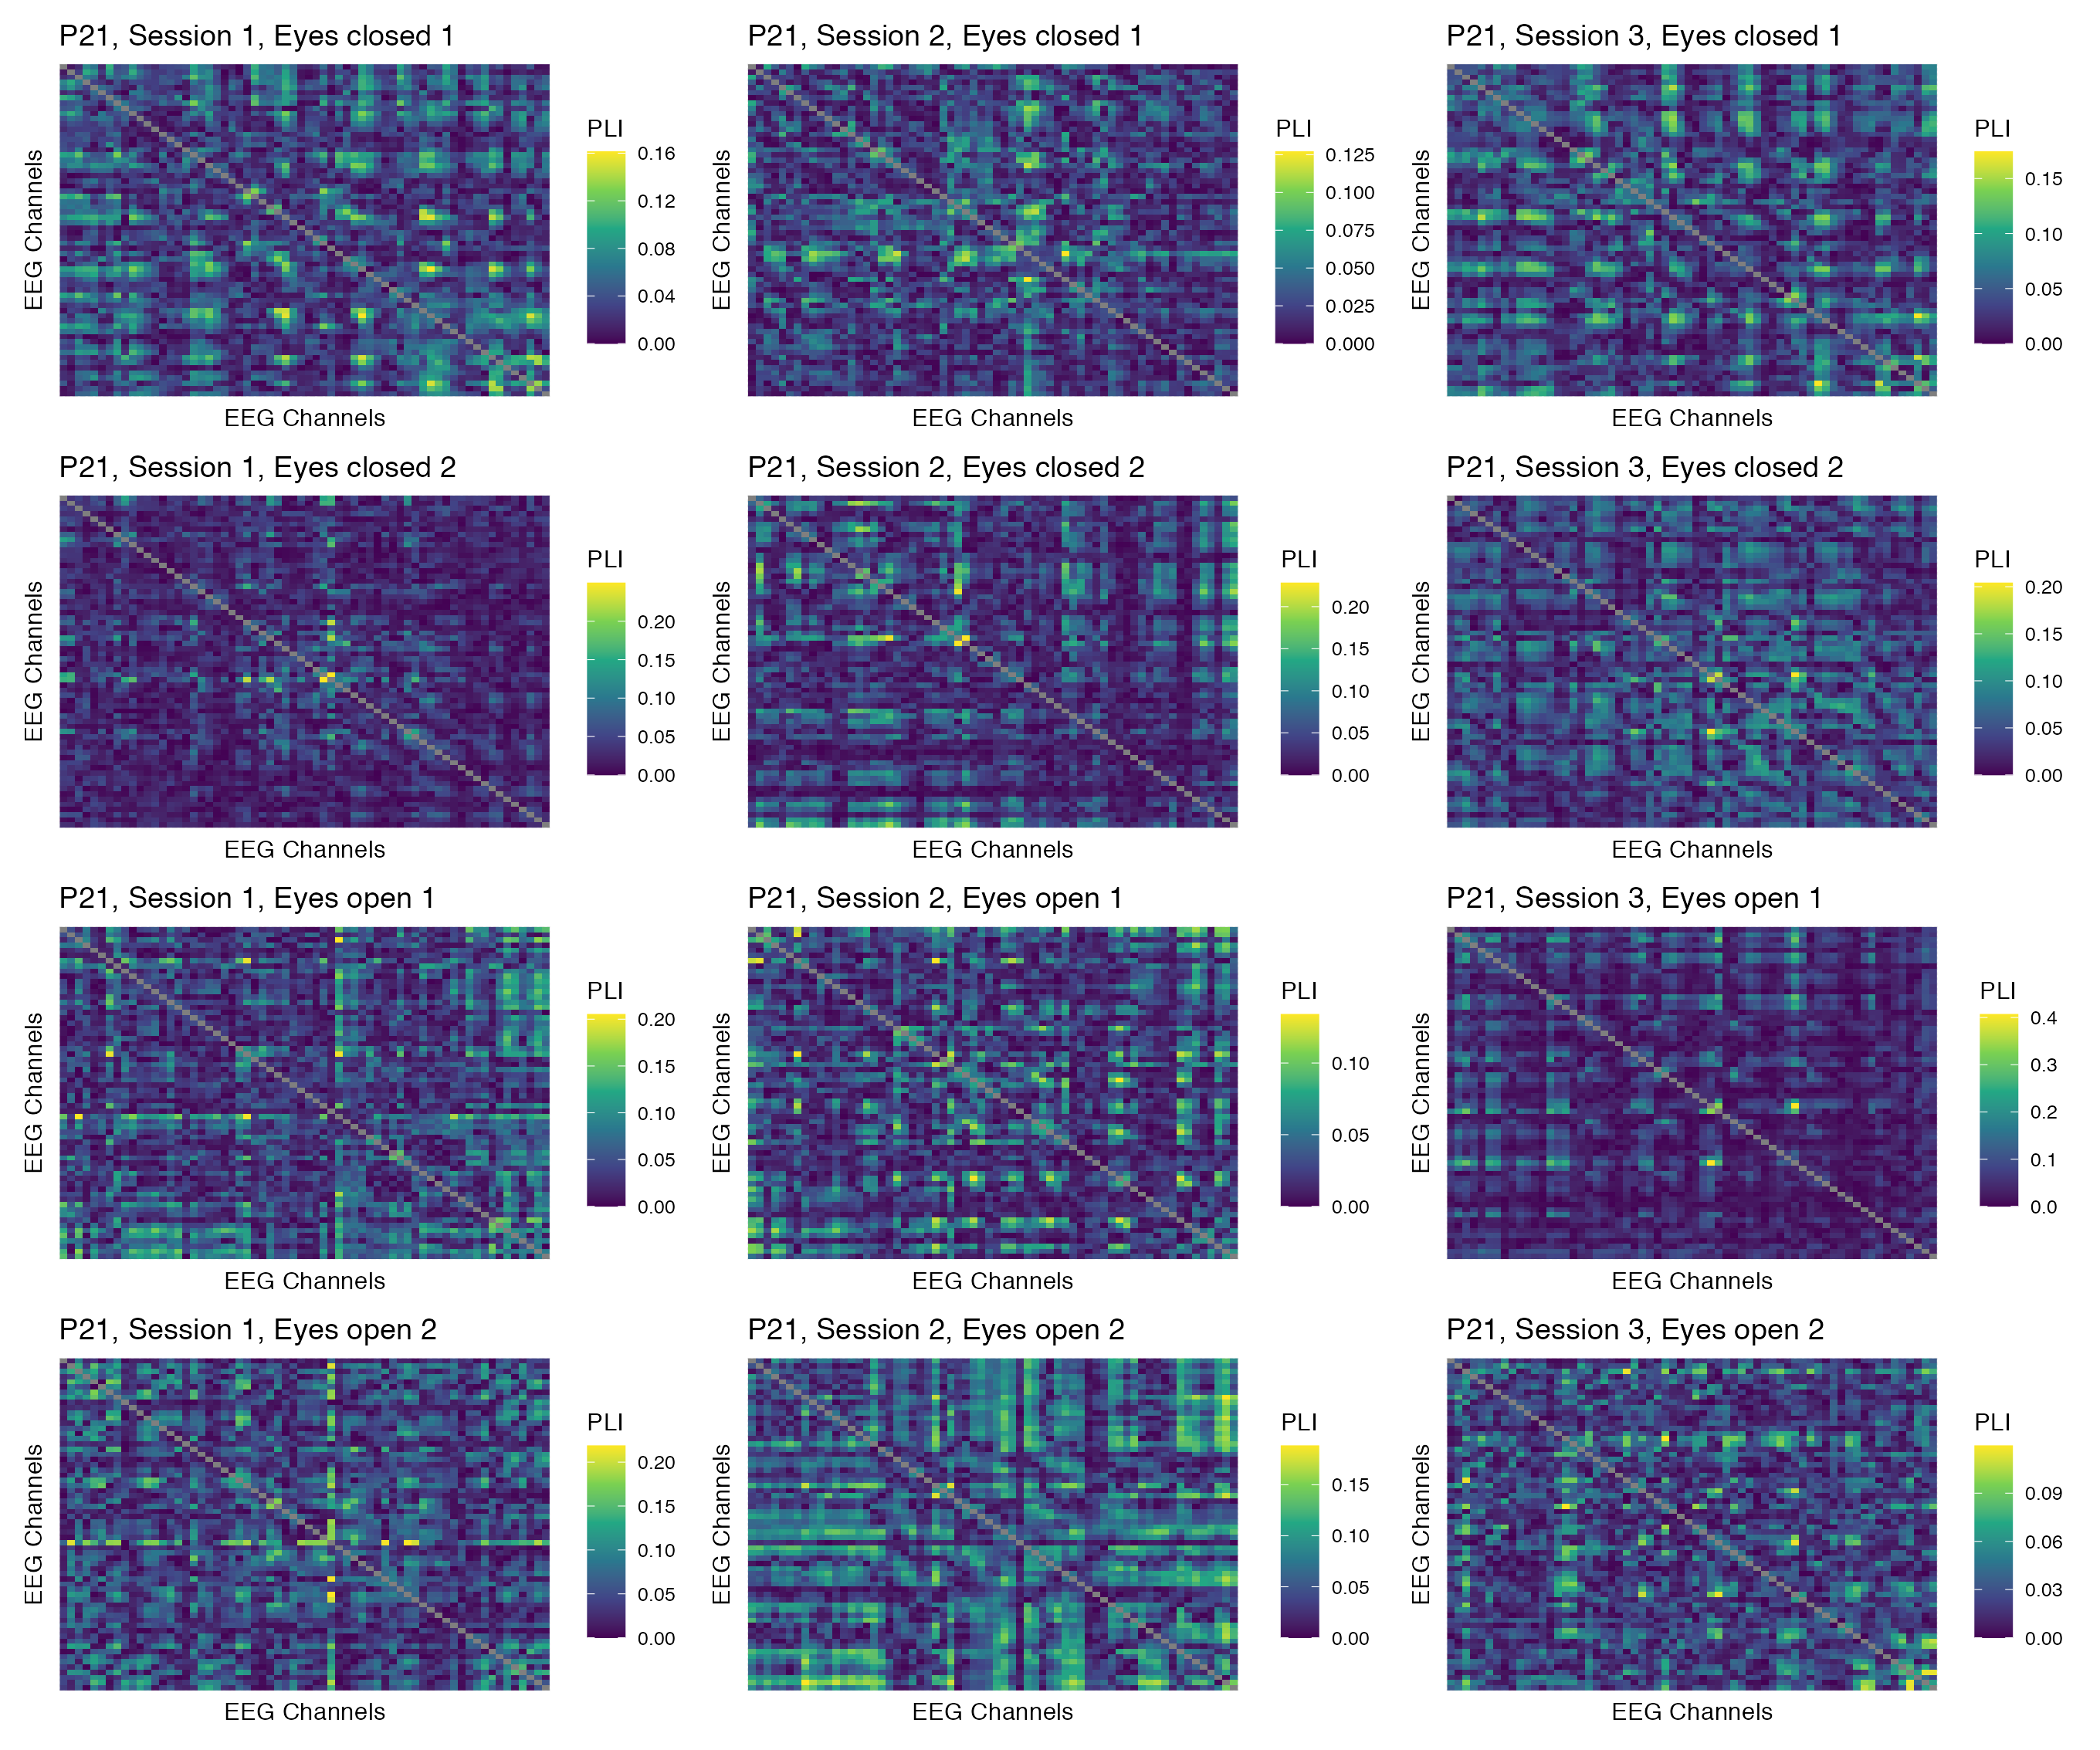 P21, Session 1, Eyes closed 1
EEG Channels
EEG Channels
PLI
0.16
0.12
0.08
0.04
0.00
P21, Session 2, Eyes closed 1
EEG Channels
EEG Channels
PLI
0.125
0.100
0.075
0.050
0.025
0.000
P21, Session 3, Eyes closed 1
EEG Channels
EEG Channels
PLI
0.15
0.10
0.05
0.00
P21, Session 1, Eyes closed 2
EEG Channels
EEG Channels
PLI
0.20
0.15
0.10
0.05
0.00
P21, Session 2, Eyes closed 2
EEG Channels
EEG Channels
PLI
0.20
0.15
0.10
0.05
0.00
P21, Session 3, Eyes closed 2
EEG Channels
EEG Channels
PLI
0.20
0.15
0.10
0.05
0.00
P21, Session 1, Eyes open 1
EEG Channels
EEG Channels
PLI
0.20
0.15
0.10
0.05
0.00
P21, Session 2, Eyes open 1
EEG Channels
EEG Channels
PLI
0.10
0.05
0.00
P21, Session 3, Eyes open 1
EEG Channels
EEG Channels
PLI
0.4
0.3
0.2
0.1
0.0
P21, Session 1, Eyes open 2
EEG Channels
EEG Channels
PLI
0.20
0.15
0.10
0.05
0.00
P21, Session 2, Eyes open 2
EEG Channels
EEG Channels
PLI
0.15
0.10
0.05
0.00
P21, Session 3, Eyes open 2
EEG Channels
EEG Channels
PLI
0.09
0.06
0.03
0.00